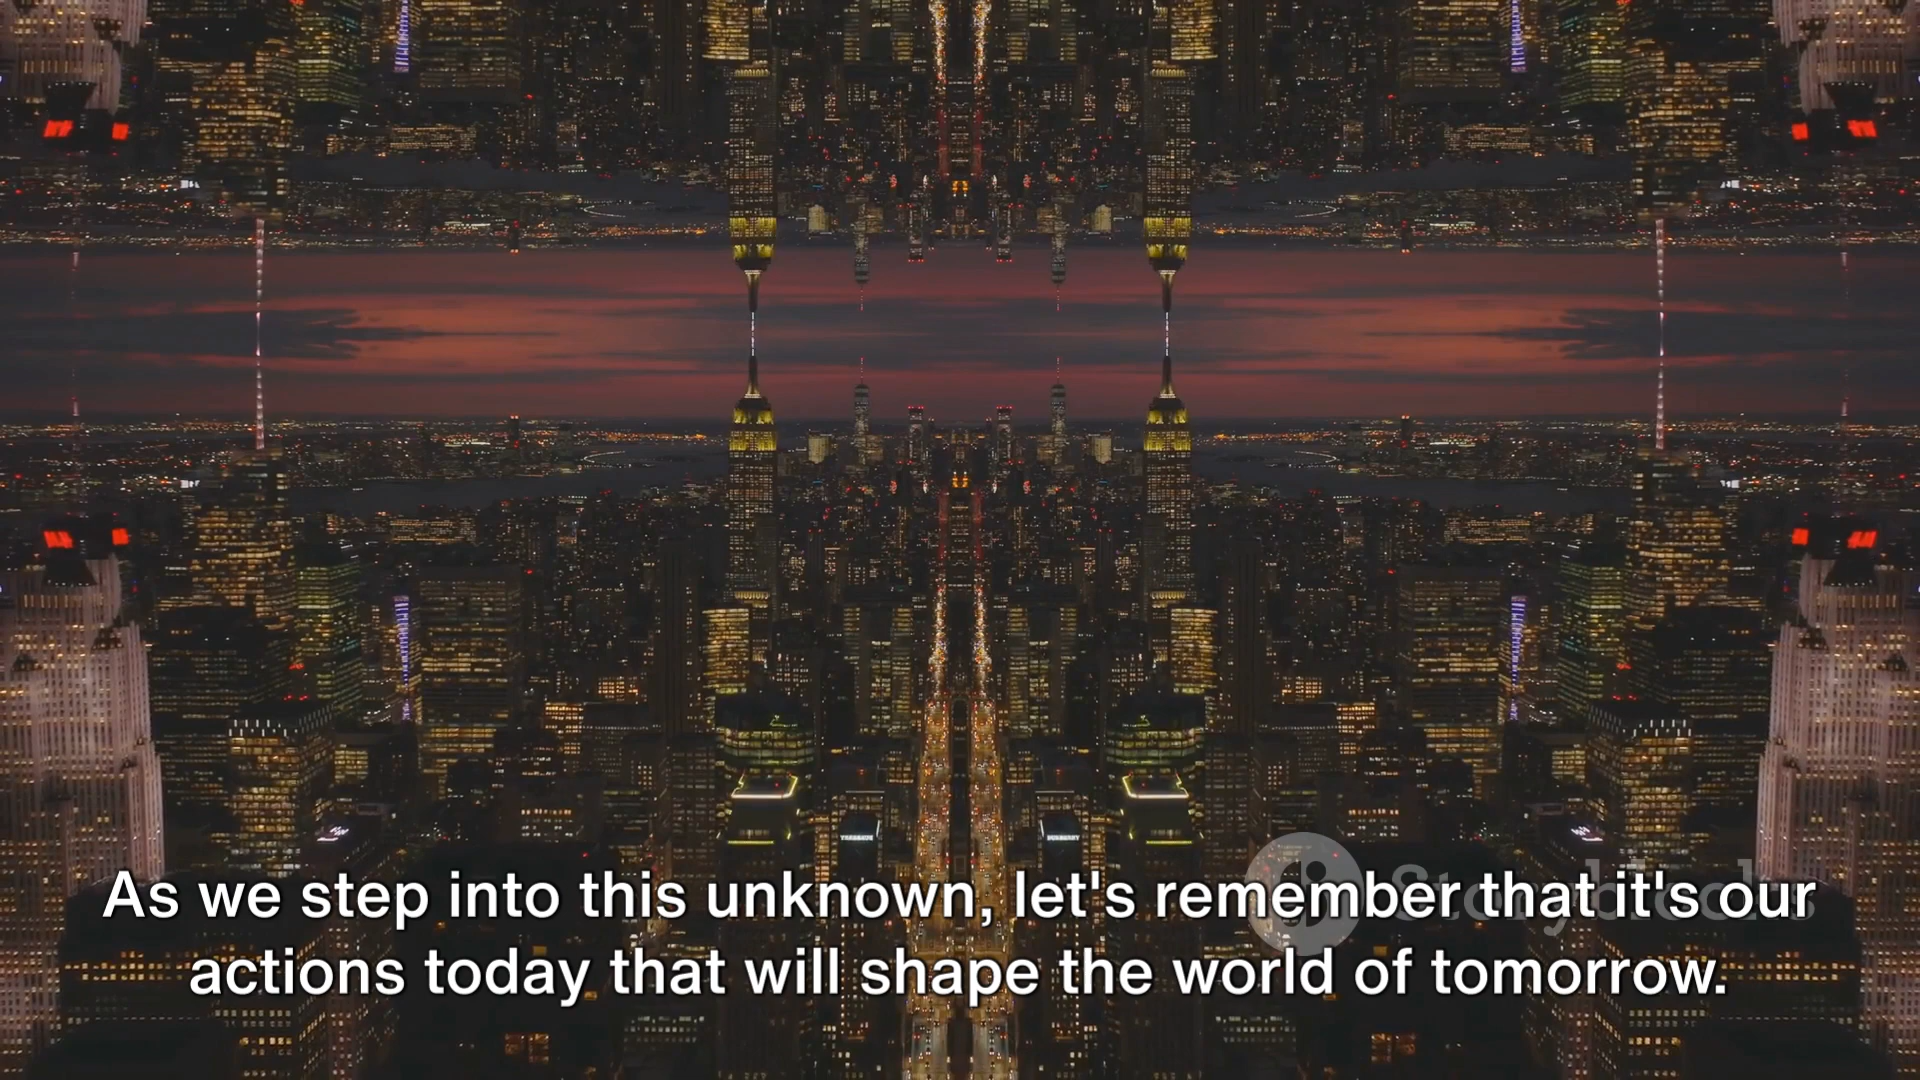 As we step into this unknown, let's remember that it's our
actions today that will shape the world of tomorrow.
Storyblocks